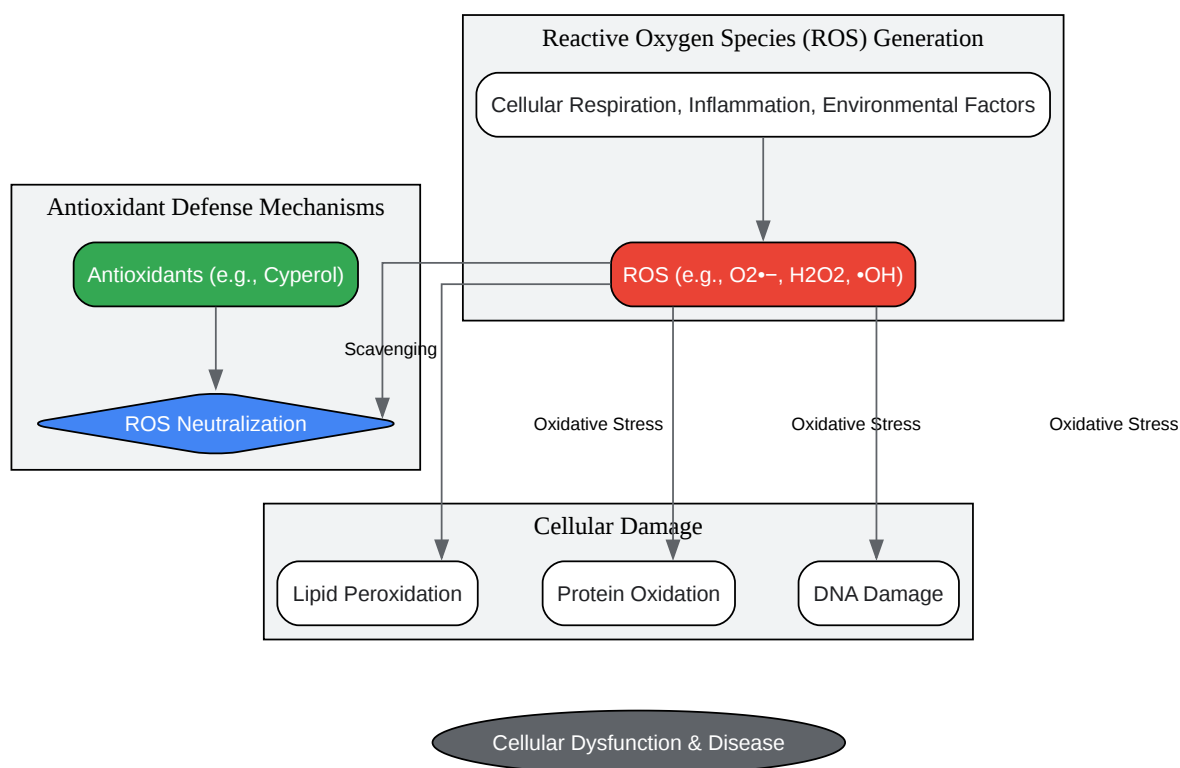 Reactive Oxygen Species (ROS) Generation
Cellular Respiration, Inflammation, Environmental Factors
Antioxidant Defense Mechanisms
Antioxidants (e.g., Cyperol)
ROS (e.g., O2•−, H2O2, •OH)
Scavenging
ROS Neutralization
Oxidative Stress
Oxidative Stress
Oxidative Stress
Cellular Damage
Lipid Peroxidation
Protein Oxidation
DNA Damage
Cellular Dysfunction & Disease